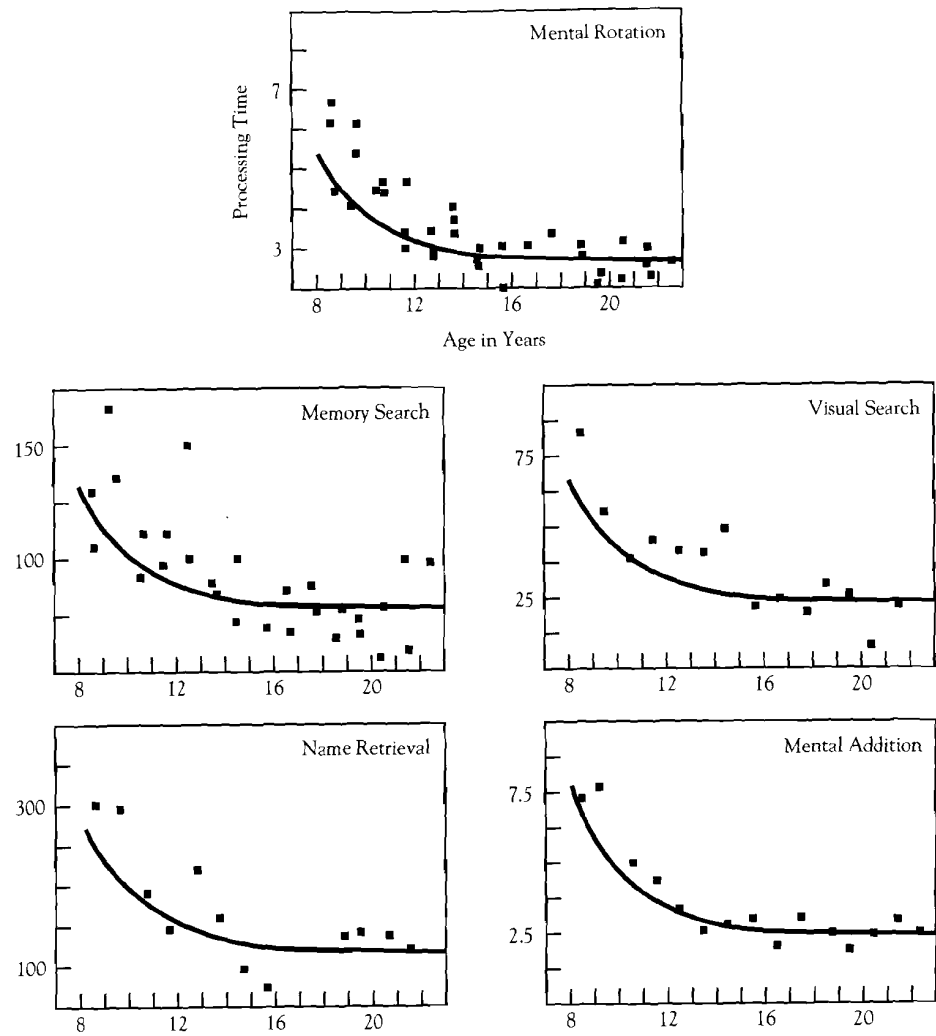 Mental Rotation
Processing Time
7
3
8 12 16 20
Age in Years
Memory Search
150
100
8 12 16 20
Visual Search
75
25
8 12 16 20
Name Retrieval
300
100
8 12 16 20
Mental Addition
7.5
2.5
8 12 16 20